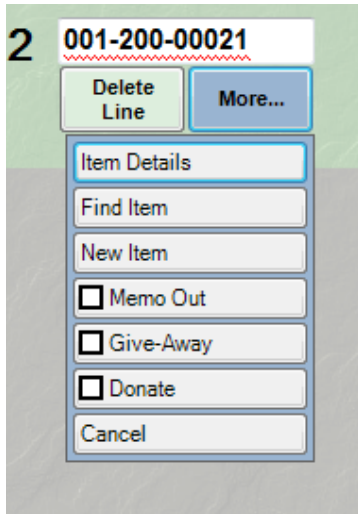 2 001-200-00021
Delete More...
Line
Item Details
Find Item
New Item
Memo Out
Give-Away
Donate
Cancel